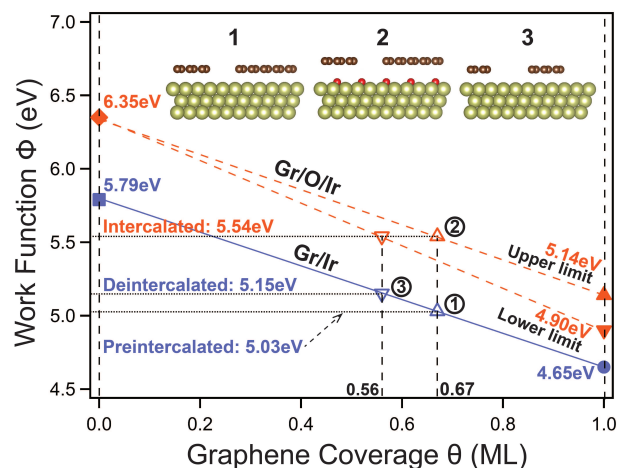 7.0
6.5
6.0
5.5
5.0
4.5
Work Function Φ (eV)
1
2
3
6.35eV
5.79eV
Gr/O/Ir
Intercalated: 5.54eV
②
Gr/Ir
5.14eV
Upper limit
Deintercalated: 5.15eV
③
①
4.90eV
Lower limit
Preintercalated: 5.03eV
4.65eV
0.56
0.67
0.0
0.2
0.4
0.6
0.8
1.0
Graphene Coverage θ (ML)